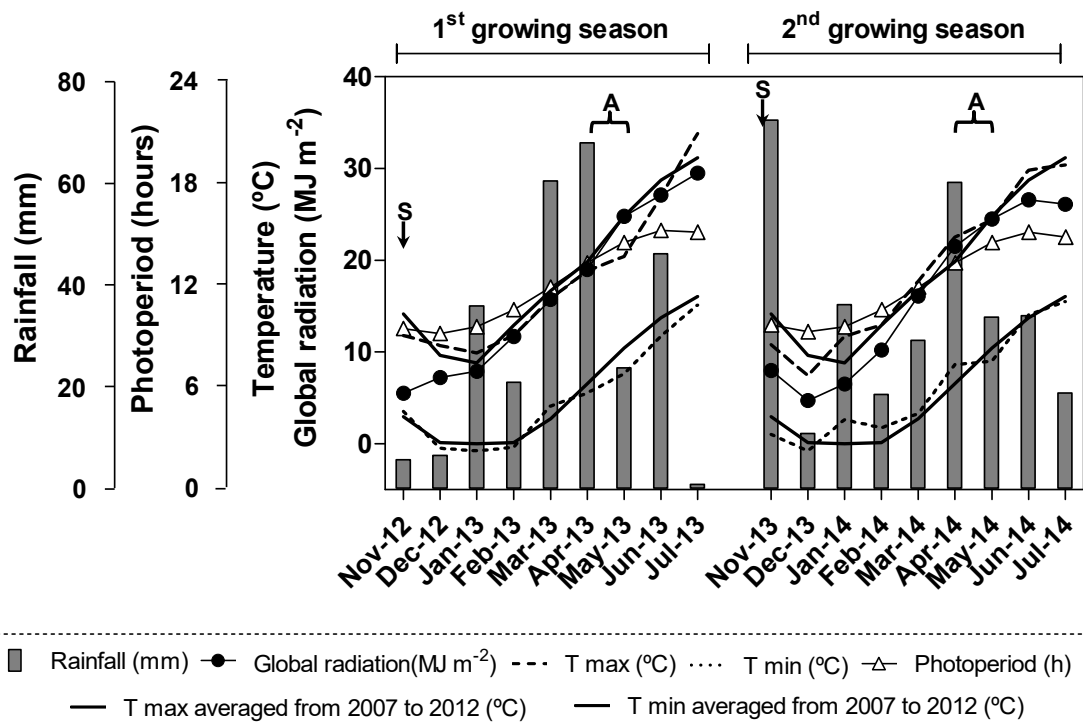 1st growing season 2nd growing season
80 24 40
S A S A
60 18 30
40 12 20
20 6 10
0
0 0
Rainfall (mm)
Photoperiod (hours)
Temperature (ºC)
Global radiation (MJ m-2)
Nov-12 Dec-12 Jan-13 Feb-13 Mar-13 Apr-13 May-13 Jun-13 Jul-13 Nov-13 Dec-13 Jan-14 Feb-14 Mar-14 Apr-14 May-14 Jun-14 Jul-14
Rainfall (mm) Global radiation(MJ m-2) T max (ºC) T min (ºC) Photoperiod (h)
T max averaged from 2007 to 2012 (ºC) T min averaged from 2007 to 2012 (ºC)